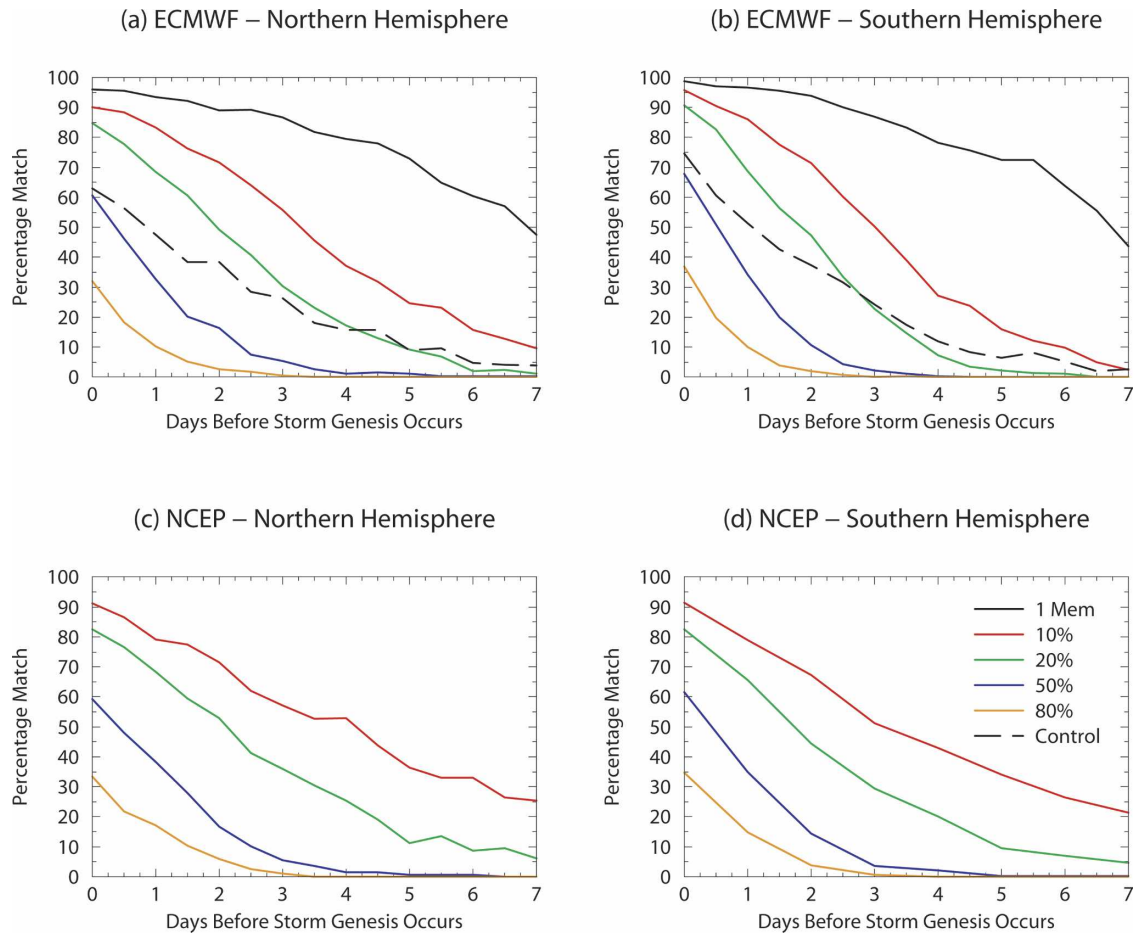 (a) ECMWF – Northern Hemisphere
100
90
80
70
60
50
40
30
20
10
0
Percentage Match
0 1 2 3 4 5 6 7
Days Before Storm Genesis Occurs
(b) ECMWF – Southern Hemisphere
100
90
80
70
60
50
40
30
20
10
0
Percentage Match
0 1 2 3 4 5 6 7
Days Before Storm Genesis Occurs
(c) NCEP – Northern Hemisphere
100
90
80
70
60
50
40
30
20
10
0
Percentage Match
0 1 2 3 4 5 6 7
Days Before Storm Genesis Occurs
(d) NCEP – Southern Hemisphere
100
90
80
70
60
50
40
30
20
10
0
Percentage Match
1 Mem
10%
20%
50%
80%
Control
0 1 2 3 4 5 6 7
Days Before Storm Genesis Occurs